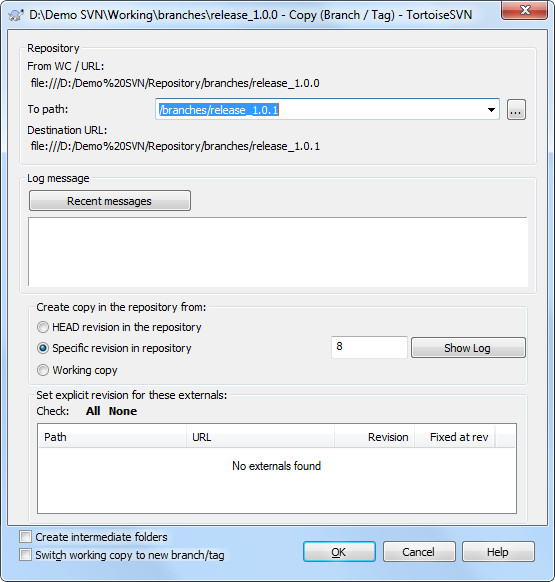 D:\Demo SVN\Working\branches\release_1.0.0 - Copy (Branch / Tag) - TortoiseSVN
Repository
From WC / URL:
file:///D:/Demo%20SVN/Repository/branches/release_1.0.0
To path: /branches/release_1.0.1 ...
Destination URL:
file:///D:/Demo%20SVN/Repository/branches/release_1.0.1
Log message
Recent messages
Create copy in the repository from:
HEAD revision in the repository
Specific revision in repository 8 Show Log
Working copy
Set explicit revision for these externals:
Check: All None
Path URL Revision Fixed at rev
No externals found
Create intermediate folders
Switch working copy to new branch/tag
OK Cancel Help